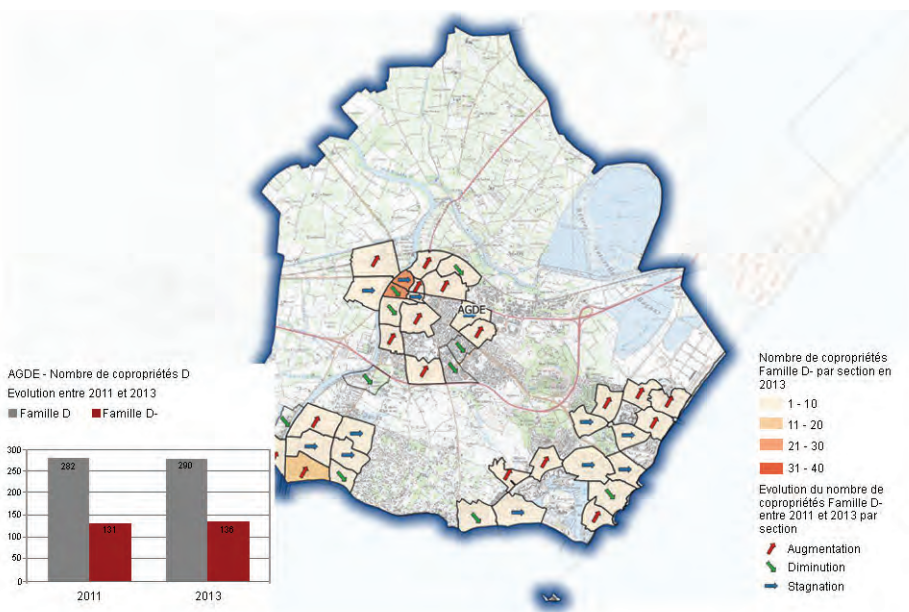 AGDE
AGDE - Nombre de copropriétés D
Evolution entre 2011 et 2013
Famille D
Famille D-
300
250
200
150
100
50
0
282
131
290
136
2011
2013
Nombre de copropriétés
Famille D- par section en
2013
1 - 10
11 - 20
21 - 30
31 - 40
Evolution du nombre de
copropriétés Famille D-
entre 2011 et 2013 par
section
Augmentation
Diminution
Stagnation